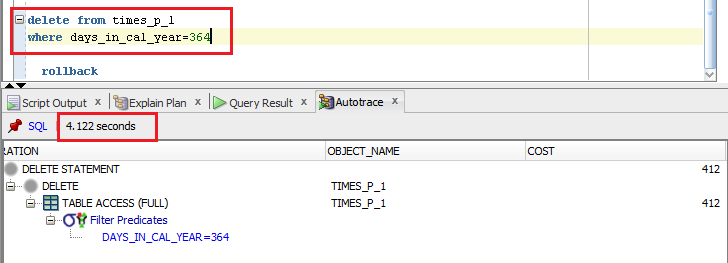 delete from times_p_1
where days_in_cal_year=364
rollback
Script Output x Explain Plan x Query Result x Autotrace x
SQL 4.122 seconds
RATION OBJECT_NAME COST
DELETE STATEMENT 412
DELETE TIMES_P_1
TABLE ACCESS (FULL) TIMES_P_1 412
Filter Predicates
DAYS_IN_CAL_YEAR=364